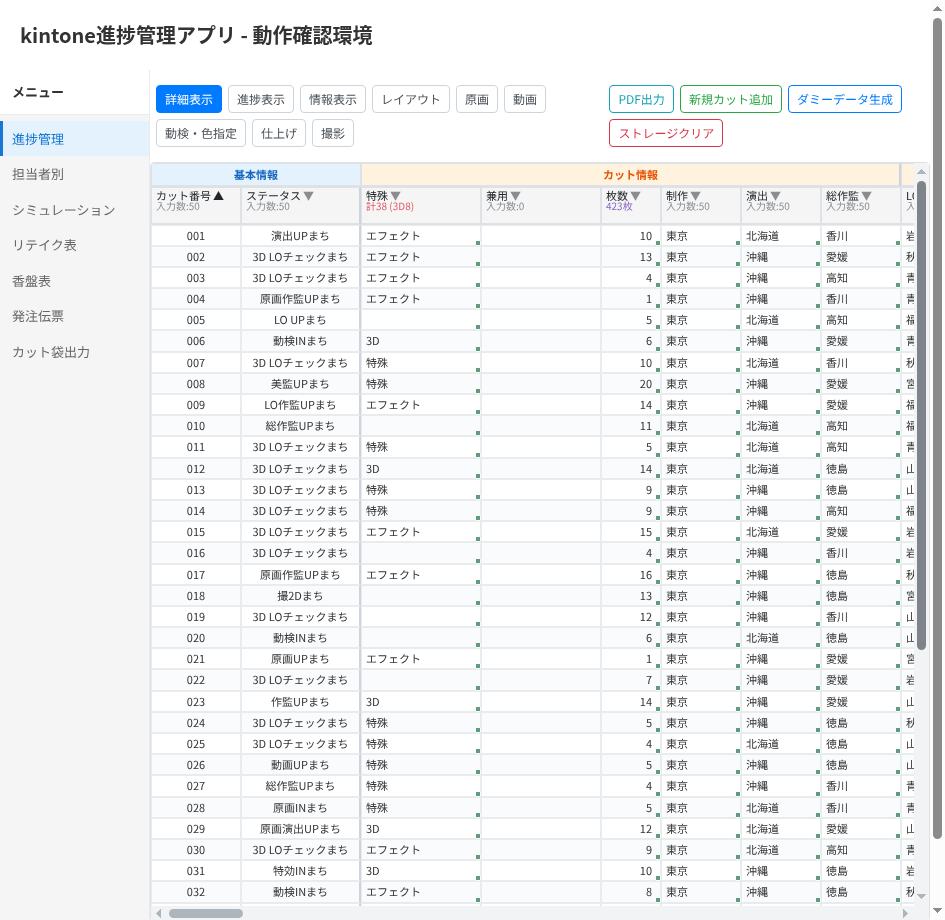 kintone進捗管理アプリ - 動作確認環境
メニュー
進捗管理
担当者別
シミュレーション
リテイク表
香盤表
発注伝票
カット袋出力
詳細表示 進捗表示 情報表示 レイアウト 原画 動画
動検・色指定 仕上げ 撮影
PDF出力 新規カット追加 ダミーデータ生成
ストレージクリア
基本情報 カット情報
カット番号▲ ステータス▼ 特殊▼ 兼用▼ 枚数▼ 制作▼ 演出▼ 総作監▼
入力数:50 入力数:50 計38 (3D8) 入力数:0 423枚 入力数:50 入力数:50 入力数:50
001 演出UPまち エフェクト 10 東京 北海道 香川
002 3D LOチェックまち エフェクト 13 東京 沖縄 愛媛
003 3D LOチェックまち エフェクト 4 東京 沖縄 高知
004 原画作監UPまち エフェクト 1 東京 沖縄 香川
005 LO UPまち 5 東京 北海道 高知
006 動検INまち 3D 6 東京 沖縄 愛媛
007 3D LOチェックまち 特殊 10 東京 北海道 香川
008 美監UPまち 特殊 20 東京 沖縄 愛媛
009 LO作監UPまち エフェクト 14 東京 沖縄 愛媛
010 総作監UPまち 11 東京 北海道 高知
011 3D LOチェックまち 特殊 5 東京 北海道 高知
012 3D LOチェックまち 3D 14 東京 北海道 徳島
013 3D LOチェックまち 特殊 9 東京 沖縄 徳島
014 3D LOチェックまち 特殊 9 東京 沖縄 高知
015 3D LOチェックまち エフェクト 15 東京 北海道 愛媛
016 3D LOチェックまち 4 東京 沖縄 香川
017 原画作監UPまち エフェクト 16 東京 沖縄 徳島
018 撮2Dまち 13 東京 沖縄 徳島
019 3D LOチェックまち 12 東京 沖縄 香川
020 動検INまち 6 東京 北海道 徳島
021 原画UPまち エフェクト 1 東京 沖縄 愛媛
022 3D LOチェックまち 7 東京 沖縄 愛媛
023 作監UPまち 3D 14 東京 沖縄 愛媛
024 3D LOチェックまち 特殊 5 東京 沖縄 徳島
025 3D LOチェックまち 特殊 4 東京 北海道 徳島
026 動画UPまち 特殊 5 東京 沖縄 徳島
027 総作監UPまち 特殊 4 東京 沖縄 香川
028 原画INまち 特殊 5 東京 北海道 香川
029 原画演出UPまち 3D 12 東京 北海道 愛媛
030 3D LOチェックまち エフェクト 9 東京 北海道 高知
031 特効INまち 3D 10 東京 沖縄 徳島
032 動検INまち エフェクト 8 東京 沖縄 徳島